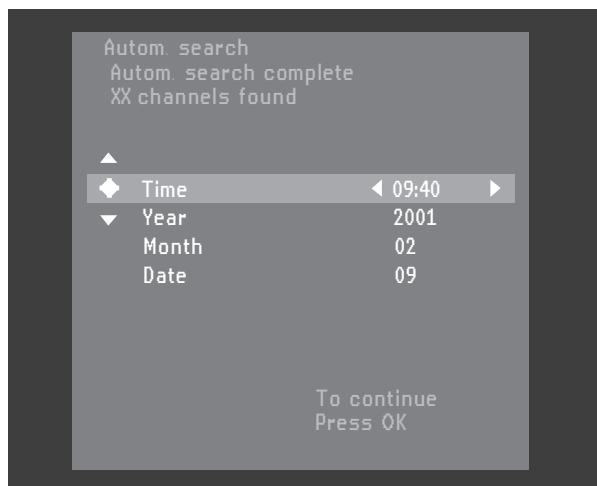 Autom. search
Autom. search complete
XX channels found
Time 09:40
Year 2001
Month 02
Date 09
To continue
Press OK